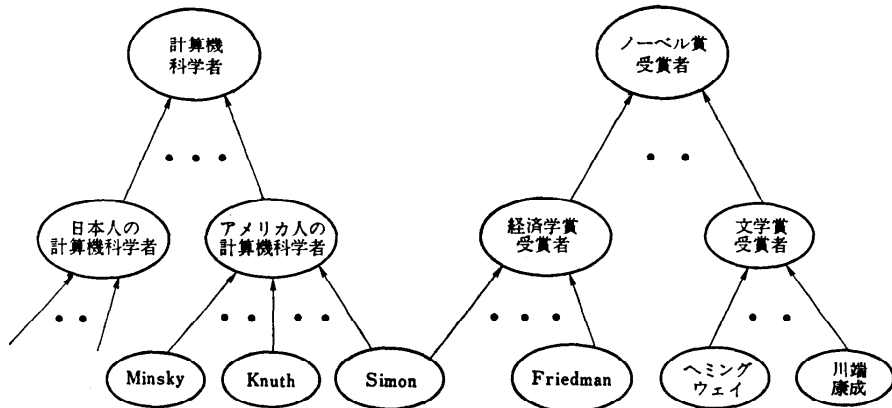 計算機
科学者
ノーベル賞
受賞者
日本人の
計算機科学者
アメリカ人の
計算機科学者
経済学賞
受賞者
文学賞
受賞者
Minsky
Knuth
Simon
Friedman
ヘミング
ウェイ
川端
康成